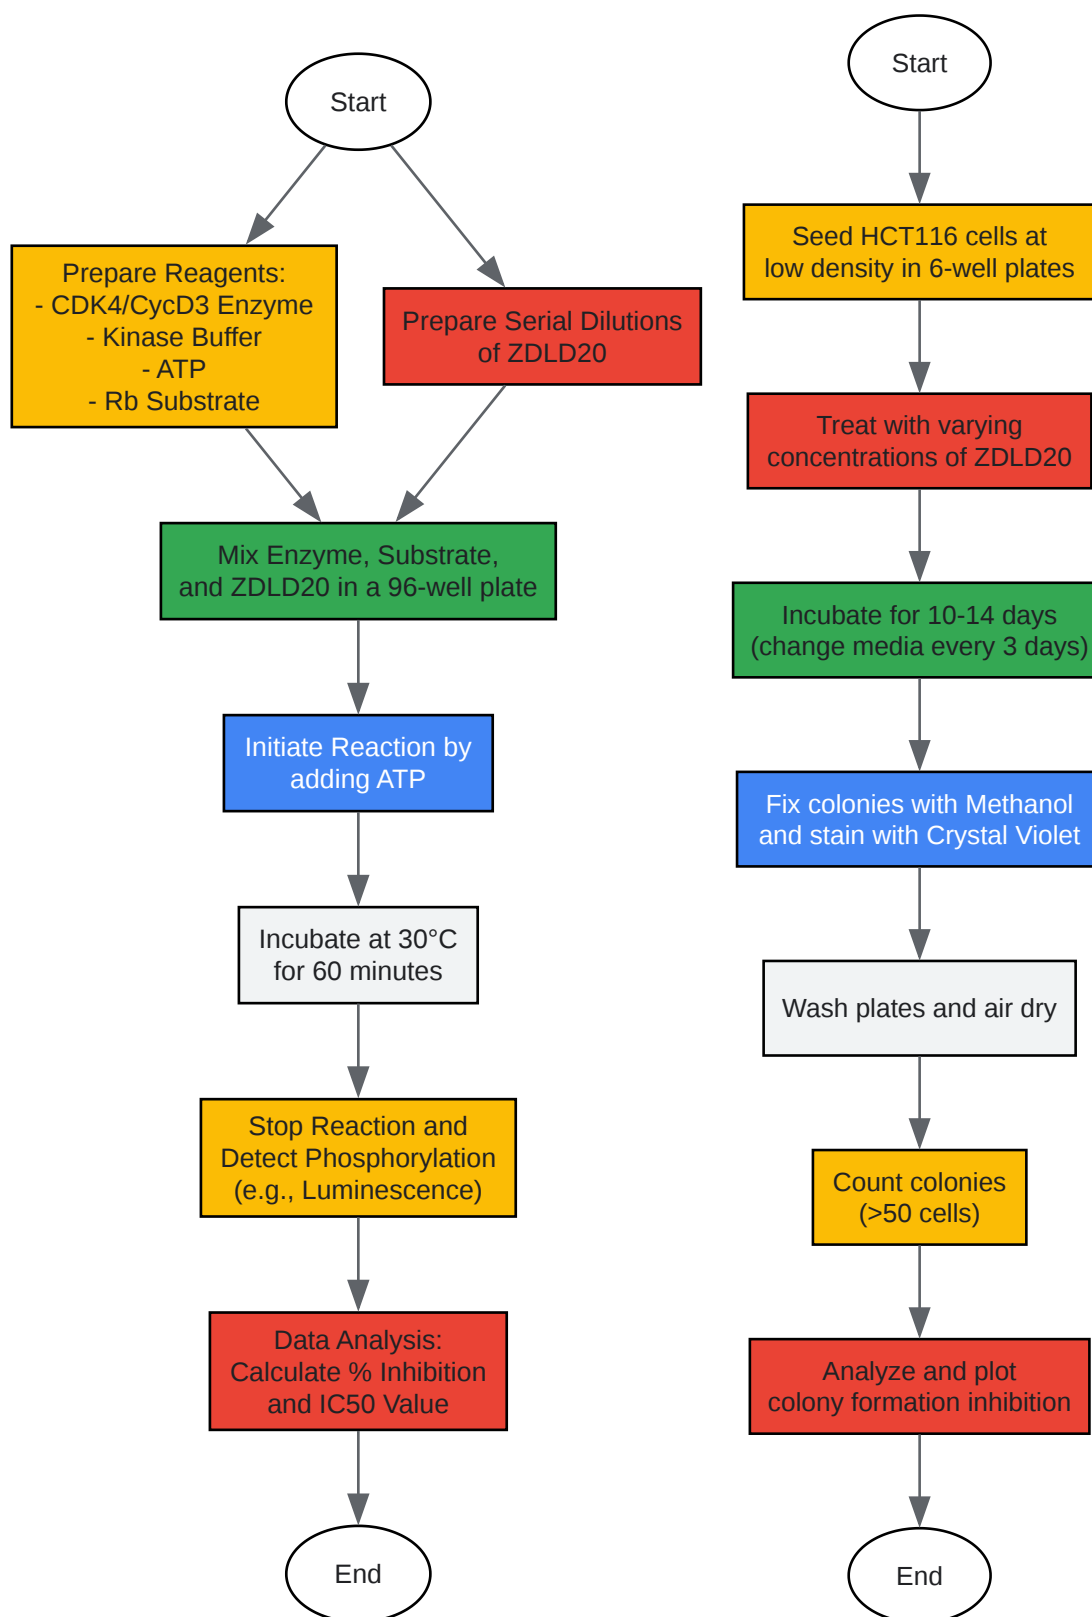 Start
Prepare Reagents:
- CDK4/CycD3 Enzyme
- Kinase Buffer
- ATP
- Rb Substrate
Prepare Serial Dilutions
of ZDLD20
Mix Enzyme, Substrate,
and ZDLD20 in a 96-well plate
Initiate Reaction by
adding ATP
Incubate at 30°C
for 60 minutes
Stop Reaction and
Detect Phosphorylation
(e.g., Luminescence)
Data Analysis:
Calculate % Inhibition
and IC50 Value
End
Start
Seed HCT116 cells at
low density in 6-well plates
Treat with varying
concentrations of ZDLD20
Incubate for 10-14 days
(change media every 3 days)
Fix colonies with Methanol
and stain with Crystal Violet
Wash plates and air dry
Count colonies
(>50 cells)
Analyze and plot
colony formation inhibition
End